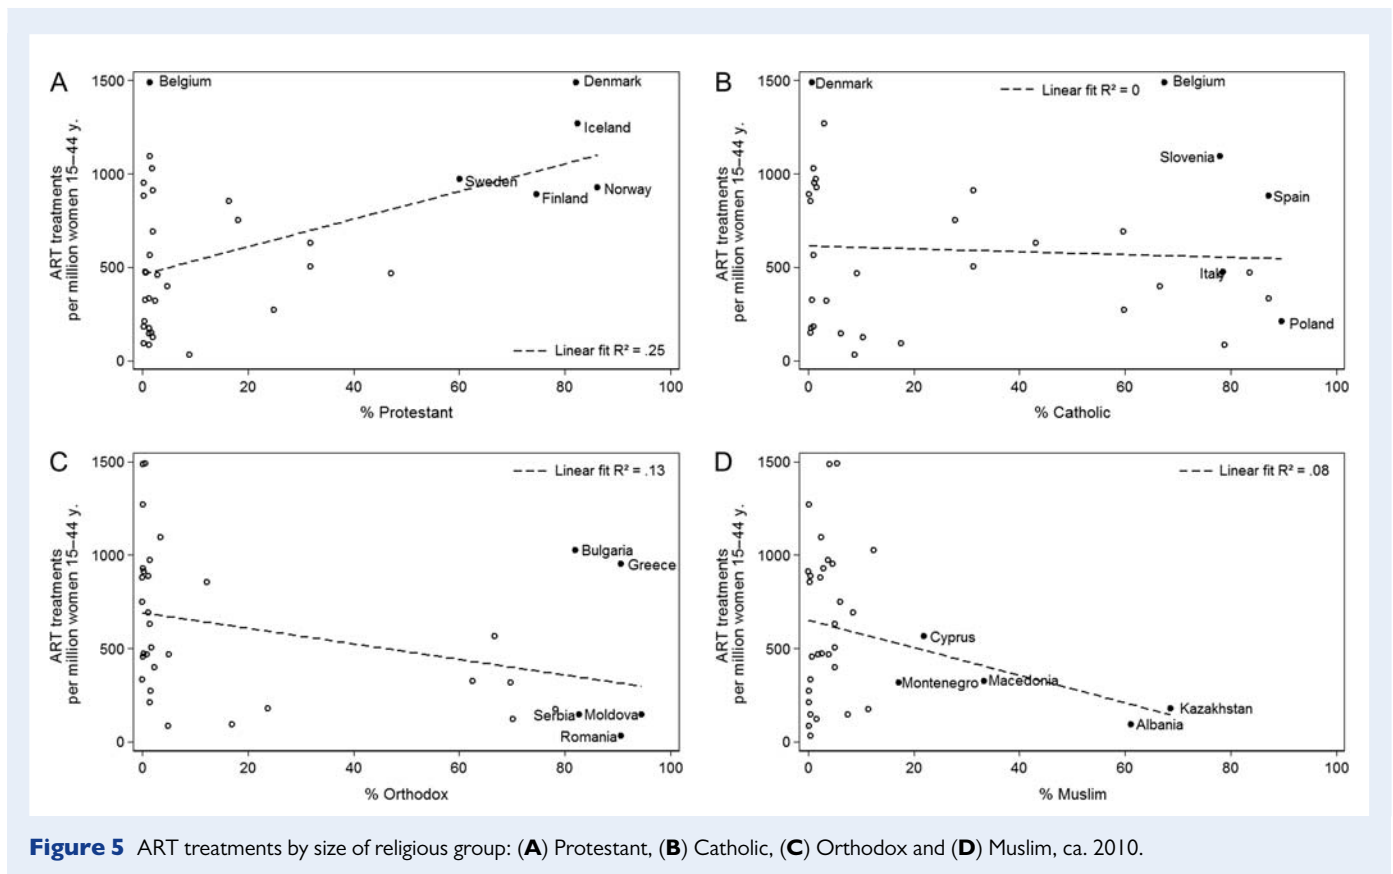 A
ART treatments
per million women 15–44 y.
1500
1000
500
0
Belgium
Denmark
Iceland
Sweden
Finland
Norway
Linear fit R² = .25
0 20 40 60 80 100
% Protestant
B
ART treatments
per million women 15–44 y.
1500
1000
500
0
Denmark
Linear fit R² = 0
Belgium
Slovenia
Spain
Italy
Poland
0 20 40 60 80 100
% Catholic
C
ART treatments
per million women 15–44 y.
1500
1000
500
0
Linear fit R² = .13
Bulgaria
Greece
Serbia
Moldova
Romania
0 20 40 60 80 100
% Orthodox
D
ART treatments
per million women 15–44 y.
1500
1000
500
0
Linear fit R² = .08
Cyprus
Montenegro
Macedonia
Kazakhstan
Albania
0 20 40 60 80 100
% Muslim
Figure 5 ART treatments by size of religious group: (A) Protestant, (B) Catholic, (C) Orthodox and (D) Muslim, ca. 2010.